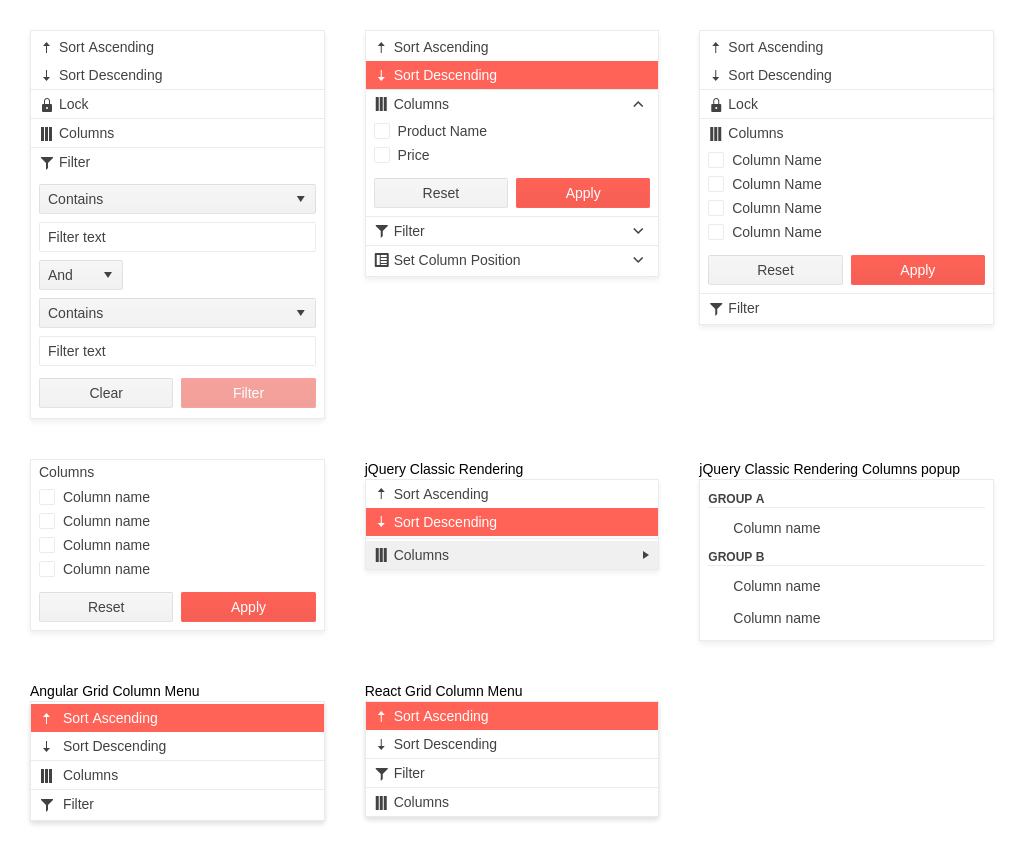 Sort Ascending
Sort Descending
Lock
Columns
Filter
Contains
Filter text
And
Contains
Filter text
Clear
Filter
Sort Ascending
Sort Descending
Columns
Product Name
Price
Reset
Apply
Filter
Set Column Position
Sort Ascending
Sort Descending
Lock
Columns
Column Name
Column Name
Column Name
Column Name
Reset
Apply
Filter
Columns
Column name
Column name
Column name
Column name
Reset
Apply
jQuery Classic Rendering
Sort Ascending
Sort Descending
Columns
jQuery Classic Rendering Columns popup
GROUP A
Column name
GROUP B
Column name
Column name
Angular Grid Column Menu
Sort Ascending
Sort Descending
Columns
Filter
React Grid Column Menu
Sort Ascending
Sort Descending
Filter
Columns